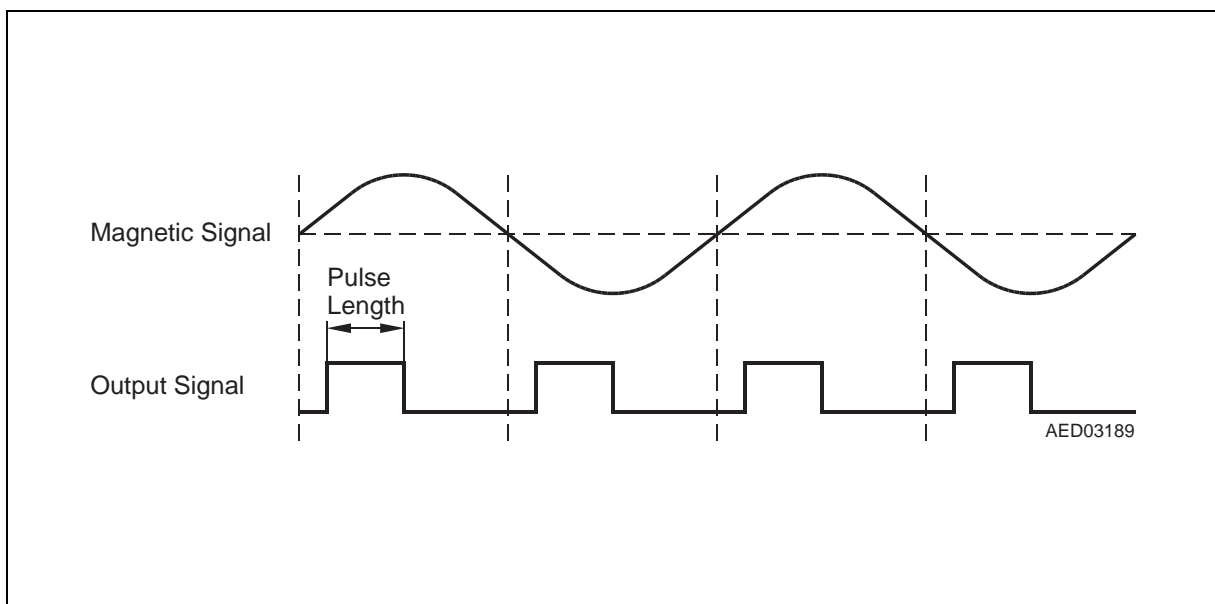 Magnetic Signal
Pulse
Length
Output Signal
AED03189